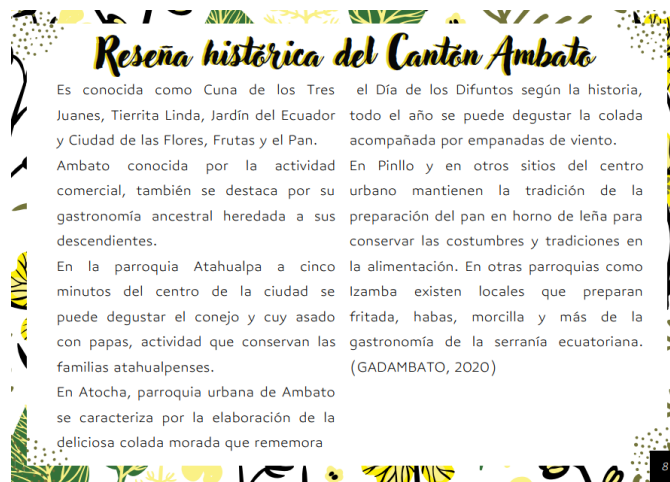 Reseña histórica del Cantón Ambato
Es conocida como Cuna de los Tres
Juanes, Tierrita Linda, Jardín del Ecuador
y Ciudad de las Flores, Frutas y el Pan.
Ambato conocida por la actividad
comercial, también se destaca por su
gastronomía ancestral heredada a sus
descendientes.
En la parroquia Atahualpa a cinco
minutos del centro de la ciudad se
puede degustar el conejo y cuy asado
con papas, actividad que conservan las
familias atahualpenses.
En Atocha, parroquia urbana de Ambato
se caracteriza por la elaboración de la
deliciosa colada morada que rememora
el Día de los Difuntos según la historia,
todo el año se puede degustar la colada
acompañada por empanadas de viento.
En Pinllo y en otros sitios del centro
urbano mantienen la tradición de la
preparación del pan en horno de leña para
conservar las costumbres y tradiciones en
la alimentación. En otras parroquias como
Izamba existen locales que preparan
fritada, habas, morcilla y más de la
gastronomía de la serranía ecuatoriana.
(GADAMBATO, 2020)
8